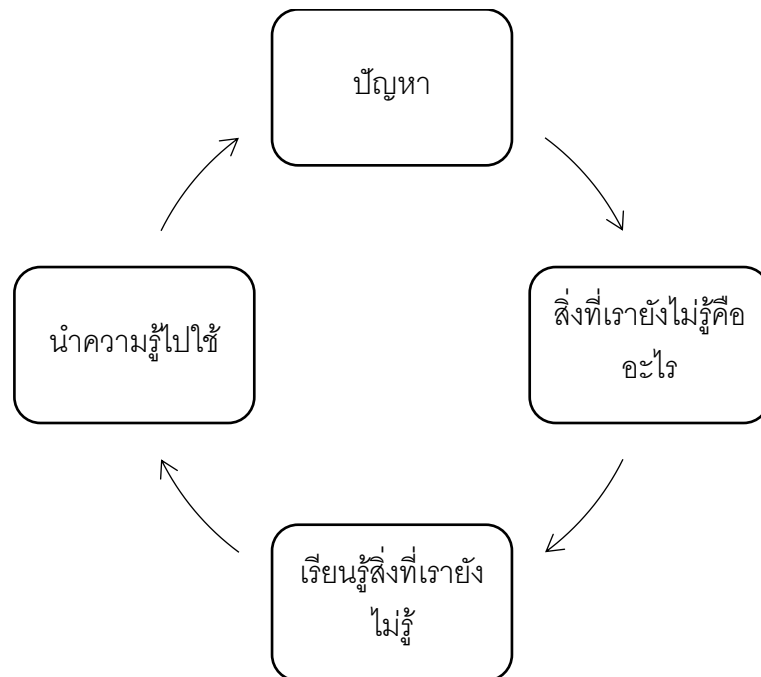 ปัญหา
สิ่งที่เรายังไม่รู้คือ
อะไร
เรียนรู้สิ่งที่เรายัง
ไม่รู้
นำความรู้ไปใช้